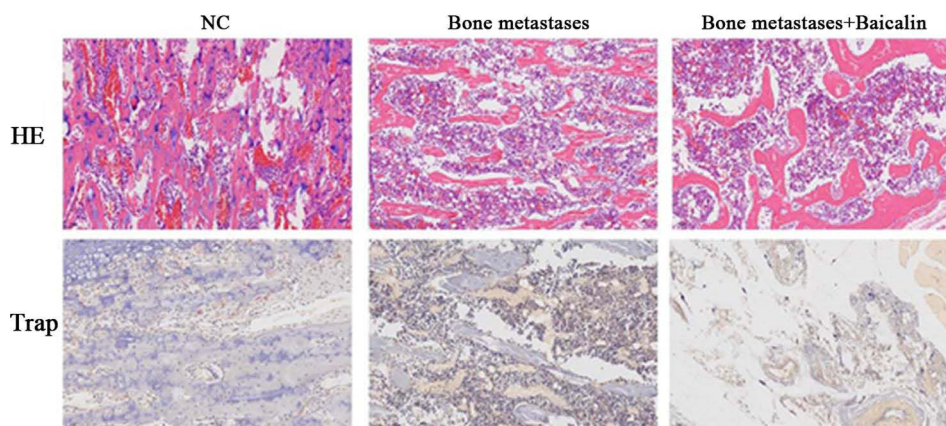 NC
Bone metastases
Bone metastases+Baicalin
HE
Trap